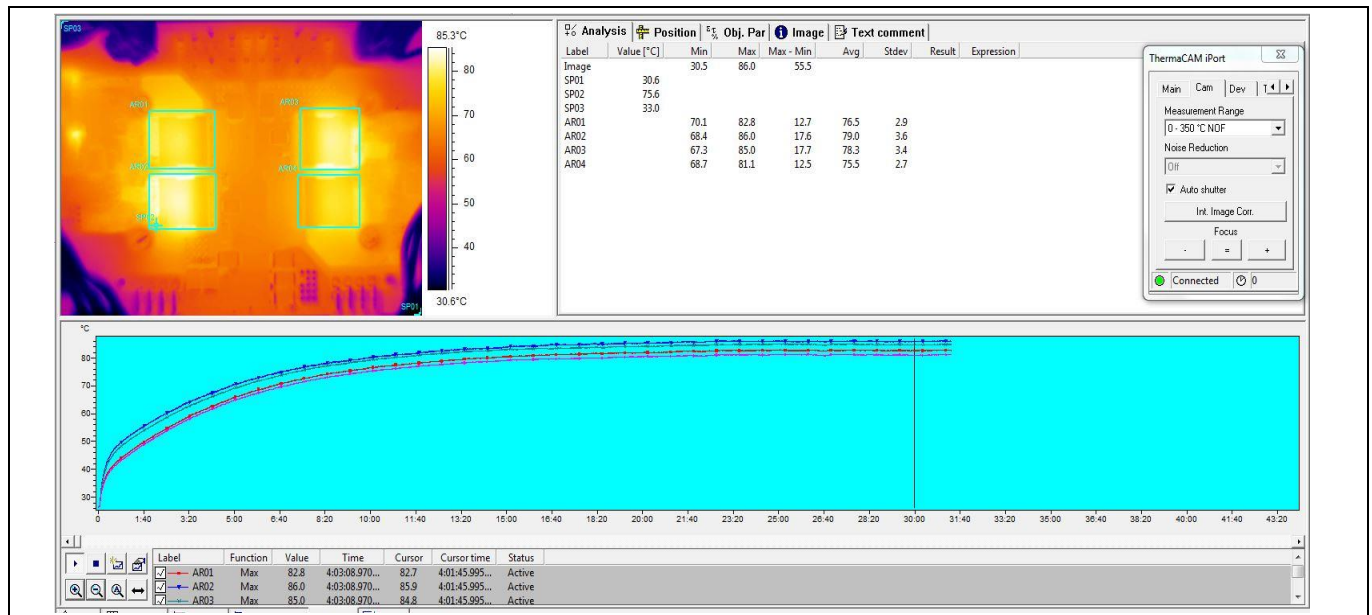 SP03
85.3°C
80
70
60
50
40
30.6°C
AR01
AR03
AR04
SP01
Analysis Position Obj. Par Image Text comment
Label Value [°C] Min Max Max - Min Avg Stdev Result Expression
Image 30.5 86.0 55.5
SP01 30.6
SP02 75.6
SP03 33.0
AR01 70.1 82.8 12.7 76.5 2.9
AR02 68.4 86.0 17.6 79.0 3.6
AR03 67.3 85.0 17.7 78.3 3.4
AR04 68.7 81.1 12.5 75.5 2.7
ThermaCAM iPort
Main Cam Dev
Measurement Range
0 - 350 °C NOF
Noise Reduction
Off
Auto shutter
Int. Image Corr.
Focus
- = +
Connected 0
°C
80
70
60
50
40
30
0 1:40 3:20 5:00 6:40 8:20 10:00 11:40 13:20 15:00 16:40 18:20 20:00 21:40 23:20 25:00 26:40 28:20 30:00 31:40 33:20 35:00 36:40 38:20 40:00 41:40 43:20
Label Function Value Time Cursor Cursor time Status
AR01 Max 82.8 4:03:08.970... 82.7 4:01:45.995... Active
AR02 Max 86.0 4:03:08.970... 85.9 4:01:45.995... Active
AR03 Max 85.0 4:03:08.970... 84.8 4:01:45.995... Active